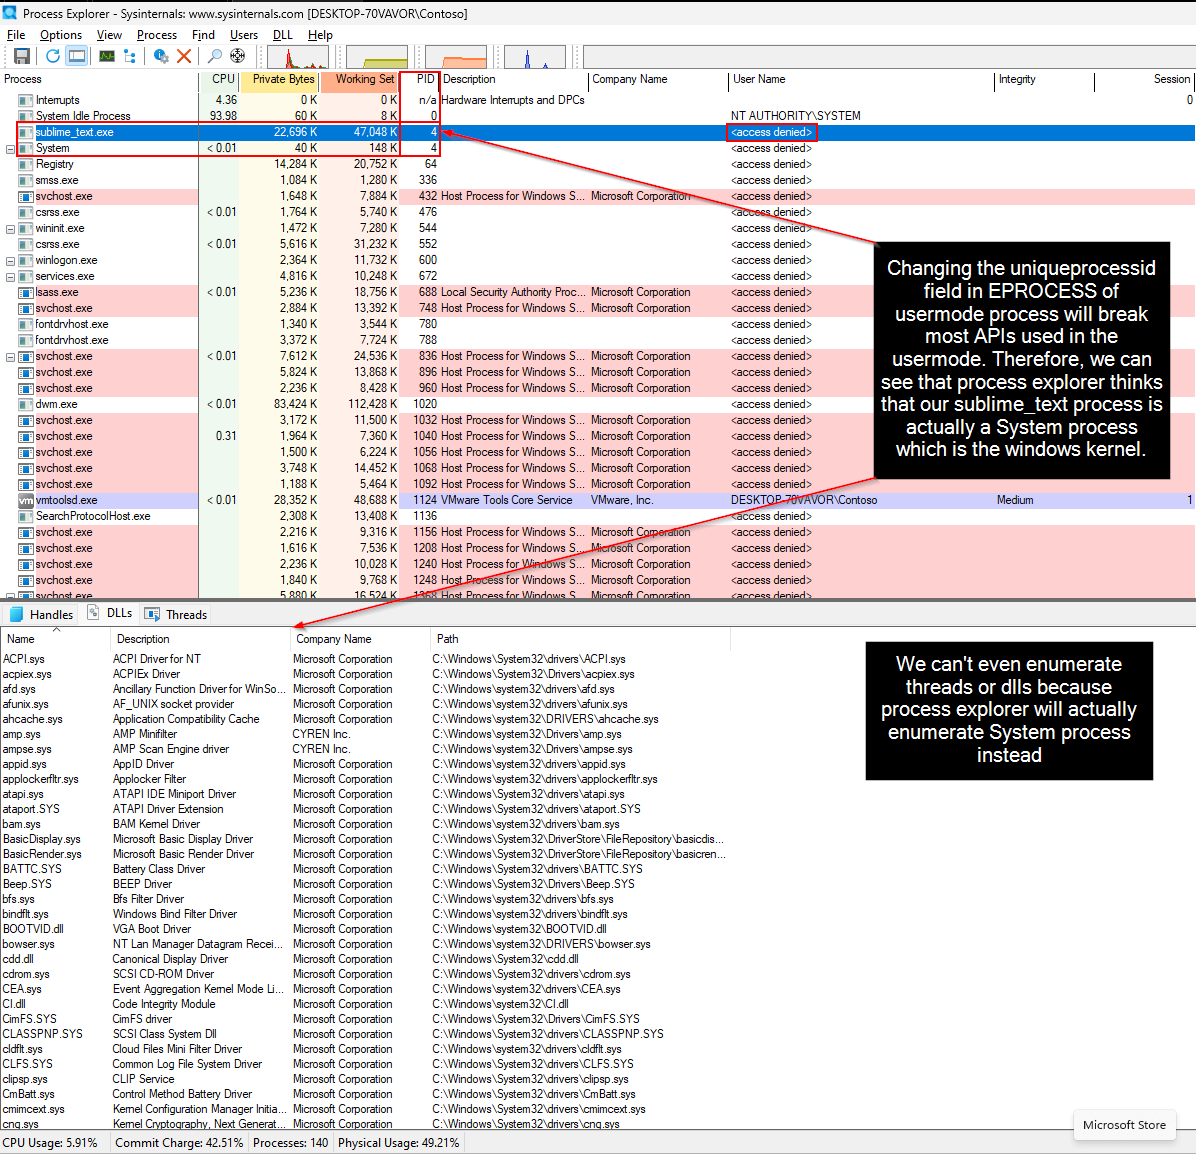 Process Explorer - Sysinternals: www.sysinternals.com [DESKTOP-70VAVOR\Contoso]
File Options View Process Find Users DLL Help
Process CPU Private Bytes Working Set PID Description Company Name User Name Integrity Session
Interrupts 4.36 0 K 0 K n/a Hardware Interrupts and DPCs 0
System Idle Process 93.98 60 K 8 K 0 NT AUTHORITY\SYSTEM
sublime_text.exe 22,696 K 47,048 K 4 <access denied>
System < 0.01 40 K 148 K 4 <access denied>
Registry 14,284 K 20,752 K 64 <access denied>
smss.exe 1,084 K 1,280 K 336 <access denied>
svchost.exe 1,648 K 7,884 K 432 Host Process for Windows S... Microsoft Corporation <access denied>
csrss.exe < 0.01 1,764 K 5,740 K 476 <access denied>
wininit.exe 1,472 K 7,280 K 544 <access denied>
csrss.exe < 0.01 5,616 K 31,232 K 552 <access denied>
winlogon.exe 2,364 K 11,732 K 600 <access denied>
services.exe 4,816 K 10,248 K 672 <access denied>
lsass.exe < 0.01 5,236 K 18,756 K 688 Local Security Authority Proc... Microsoft Corporation <access denied>
svchost.exe 2,884 K 13,392 K 748 Host Process for Windows S... Microsoft Corporation <access denied>
fontdrvhost.exe 1,340 K 3,544 K 780 <access denied>
fontdrvhost.exe 3,372 K 7,724 K 788 <access denied>
svchost.exe < 0.01 7,612 K 24,536 K 836 Host Process for Windows S... Microsoft Corporation <access denied>
svchost.exe 5,824 K 13,868 K 896 Host Process for Windows S... Microsoft Corporation <access denied>
svchost.exe 2,236 K 8,428 K 960 Host Process for Windows S... Microsoft Corporation <access denied>
dwm.exe < 0.01 83,424 K 112,428 K 1020 <access denied>
svchost.exe 3,172 K 11,500 K 1032 Host Process for Windows S... Microsoft Corporation <access denied>
svchost.exe 0.31 1,964 K 7,360 K 1040 Host Process for Windows S... Microsoft Corporation <access denied>
svchost.exe 1,500 K 6,224 K 1056 Host Process for Windows S... Microsoft Corporation <access denied>
svchost.exe 3,748 K 14,452 K 1068 Host Process for Windows S... Microsoft Corporation <access denied>
svchost.exe 1,188 K 5,464 K 1092 Host Process for Windows S... Microsoft Corporation <access denied>
vm vmtoolsd.exe < 0.01 28,352 K 48,688 K 1124 VMware Tools Core Service VMware, Inc. DESKTOP-70VAVOR\Contoso Medium 1
SearchProtocolHost.exe 2,308 K 13,408 K 1136 <access denied>
svchost.exe 2,216 K 9,316 K 1156 Host Process for Windows S... Microsoft Corporation <access denied>
svchost.exe 1,616 K 7,536 K 1208 Host Process for Windows S... Microsoft Corporation <access denied>
svchost.exe 2,236 K 10,028 K 1240 Host Process for Windows S... Microsoft Corporation <access denied>
svchost.exe 1,840 K 9,768 K 1248 Host Process for Windows S... Microsoft Corporation <access denied>
svchost.exe 5,880 K 16,524 K 1368 Host Process for Windows S... Microsoft Corporation <access denied>
Changing the uniqueprocessid
field in EPROCESS of
usermode process will break
most APIs used in the
usermode. Therefore, we can
see that process explorer thinks
that our sublime_text process is
actually a System process
which is the windows kernel.
Handles DLLs Threads
Name Description Company Name Path
ACPI.sys ACPI Driver for NT Microsoft Corporation C:\Windows\System32\drivers\ACPI.sys
acpiex.sys ACPIEx Driver Microsoft Corporation C:\Windows\System32\Drivers\acpiex.sys
afd.sys Ancillary Function Driver for WinSo... Microsoft Corporation C:\Windows\system32\drivers\afd.sys
afunix.sys AF_UNIX socket provider Microsoft Corporation C:\Windows\system32\drivers\afunix.sys
ahcache.sys Application Compatibility Cache Microsoft Corporation C:\Windows\system32\DRIVERS\ahcache.sys
amp.sys AMP Minifilter CYREN Inc. C:\Windows\System32\Drivers\amp.sys
ampse.sys AMP Scan Engine driver CYREN Inc. C:\Windows\System32\Drivers\ampse.sys
appid.sys AppID Driver Microsoft Corporation C:\Windows\system32\drivers\appid.sys
applockerfltr.sys Applocker Filter Microsoft Corporation C:\Windows\system32\drivers\applockerfltr.sys
atapi.sys ATAPI IDE Miniport Driver Microsoft Corporation C:\Windows\System32\drivers\atapi.sys
ataport.SYS ATAPI Driver Extension Microsoft Corporation C:\Windows\System32\drivers\ataport.SYS
bam.sys BAM Kernel Driver Microsoft Corporation C:\Windows\system32\drivers\bam.sys
BasicDisplay.sys Microsoft Basic Display Driver Microsoft Corporation C:\Windows\System32\DriverStore\FileRepository\basicdis...
BasicRender.sys Microsoft Basic Render Driver Microsoft Corporation C:\Windows\System32\DriverStore\FileRepository\basicren...
BATTC.SYS Battery Class Driver Microsoft Corporation C:\Windows\System32\drivers\BATTC.SYS
Beep.SYS BEEP Driver Microsoft Corporation C:\Windows\System32\Drivers\Beep.SYS
bfs.sys Bfs Filter Driver Microsoft Corporation C:\Windows\system32\drivers\bfs.sys
bindflt.sys Windows Bind Filter Driver Microsoft Corporation C:\Windows\system32\drivers\bindflt.sys
BOOTVID.dll VGA Boot Driver Microsoft Corporation C:\Windows\system32\BOOTVID.dll
bowser.sys NT Lan Manager Datagram Recei... Microsoft Corporation C:\Windows\system32\DRIVERS\bowser.sys
cdd.dll Canonical Display Driver Microsoft Corporation C:\Windows\System32\cdd.dll
cdrom.sys SCSI CD-ROM Driver Microsoft Corporation C:\Windows\System32\drivers\cdrom.sys
CEA.sys Event Aggregation Kernel Mode Li... Microsoft Corporation C:\Windows\System32\drivers\CEA.sys
CI.dll Code Integrity Module Microsoft Corporation C:\Windows\system32\CI.dll
CimFS.SYS CimFS driver Microsoft Corporation C:\Windows\System32\Drivers\CimFS.SYS
CLASSPNP.SYS SCSI Class System Dll Microsoft Corporation C:\Windows\System32\drivers\CLASSPNP.SYS
cldflt.sys Cloud Files Mini Filter Driver Microsoft Corporation C:\Windows\system32\drivers\cldflt.sys
CLFS.SYS Common Log File System Driver Microsoft Corporation C:\Windows\System32\drivers\CLFS.SYS
clipsp.sys CLIP Service Microsoft Corporation C:\Windows\System32\drivers\clipsp.sys
CmBatt.sys Control Method Battery Driver Microsoft Corporation C:\Windows\System32\drivers\CmBatt.sys
cmimcext.sys Kernel Configuration Manager Initia... Microsoft Corporation C:\Windows\System32\Drivers\cmimcext.sys
cng.sys Kernel Cryptography, Next Generat... Microsoft Corporation C:\Windows\System32\Drivers\cng.sys
We can't even enumerate
threads or dlls because
process explorer will actually
enumerate System process
instead
Microsoft Store
CPU Usage: 5.91% Commit Charge: 42.51% Processes: 140 Physical Usage: 49.21%